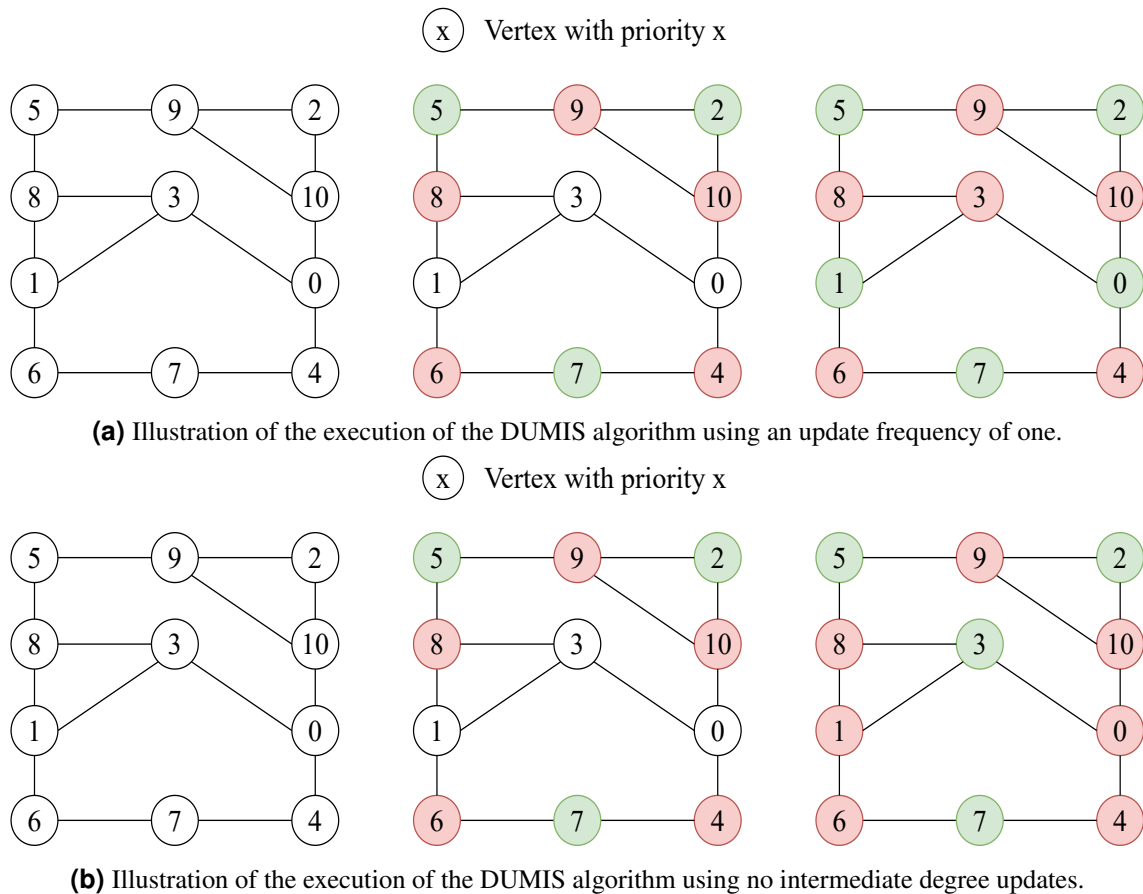 x Vertex with priority x
5 9 2 5 9 2 5 9 2
8 3 10 8 3 10 8 3 10
1 0 1 0 1 0
6 7 4 6 7 4 6 7 4
(a) Illustration of the execution of the DUMIS algorithm using an update frequency of one.
x Vertex with priority x
5 9 2 5 9 2 5 9 2
8 3 10 8 3 10 8 3 10
1 0 1 0 1 0
6 7 4 6 7 4 6 7 4
(b) Illustration of the execution of the DUMIS algorithm using no intermediate degree updates.